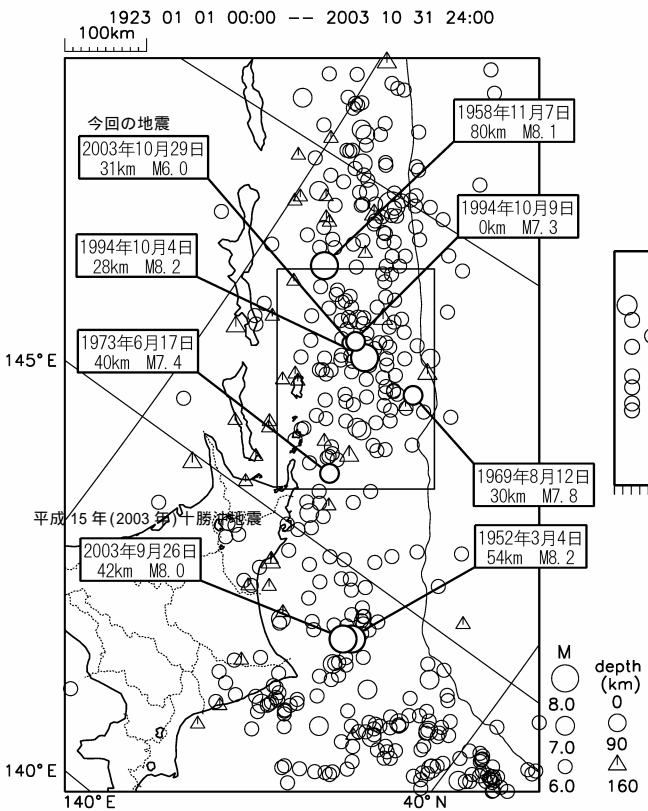 1923 01 01 00:00 -- 2003 10 31 24:00
100km
今回の地震
2003年10月29日
31km M6.0
1958年11月7日
80km M8.1
1994年10月9日
0km M7.3
1994年10月4日
28km M8.2
1973年6月17日
40km M7.4
145°E
1969年8月12日
30km M7.8
平成15年(2003年)十勝沖地震
2003年9月26日
42km M8.0
1952年3月4日
54km M8.2
M
8.0
7.0
6.0
depth
(km)
0
90
160
140°E
140°E
40°N